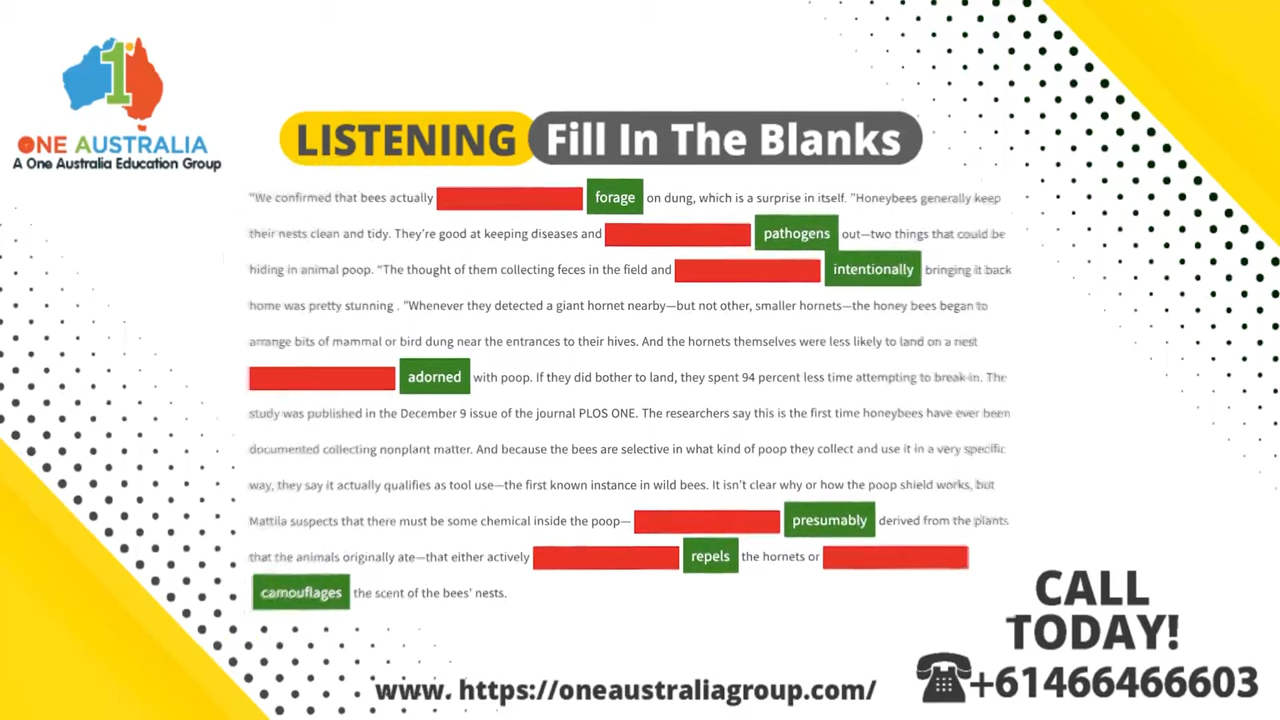 1
ONE AUSTRALIA
A One Australia Education Group
LISTENING Fill In The Blanks
"We confirmed that bees actually forage on dung, which is a surprise in itself. "Honeybees generally keep
their nests clean and tidy. They're good at keeping diseases and pathogens out—two things that could be
hiding in animal poop. "The thought of them collecting feces in the field and intentionally bringing it back
home was pretty stunning . "Whenever they detected a giant hornet nearby—but not other, smaller hornets—the honey bees began to
arrange bits of mammal or bird dung near the entrances to their hives. And the hornets themselves were less likely to land on a nest
adorned with poop. If they did bother to land, they spent 94 percent less time attempting to break-in. The
study was published in the December 9 issue of the journal PLOS ONE. The researchers say this is the first time honeybees have ever been
documented collecting nonplant matter. And because the bees are selective in what kind of poop they collect and use it in a very specific
way, they say it actually qualifies as tool use—the first known instance in wild bees. It isn't clear why or how the poop shield works, but
Mattila suspects that there must be some chemical inside the poop— presumably derived from the plants
that the animals originally ate—that either actively repels the hornets or
camouflages the scent of the bees' nests.
CALL
TODAY!
+61466466603
www. https://oneaustraliagroup.com/